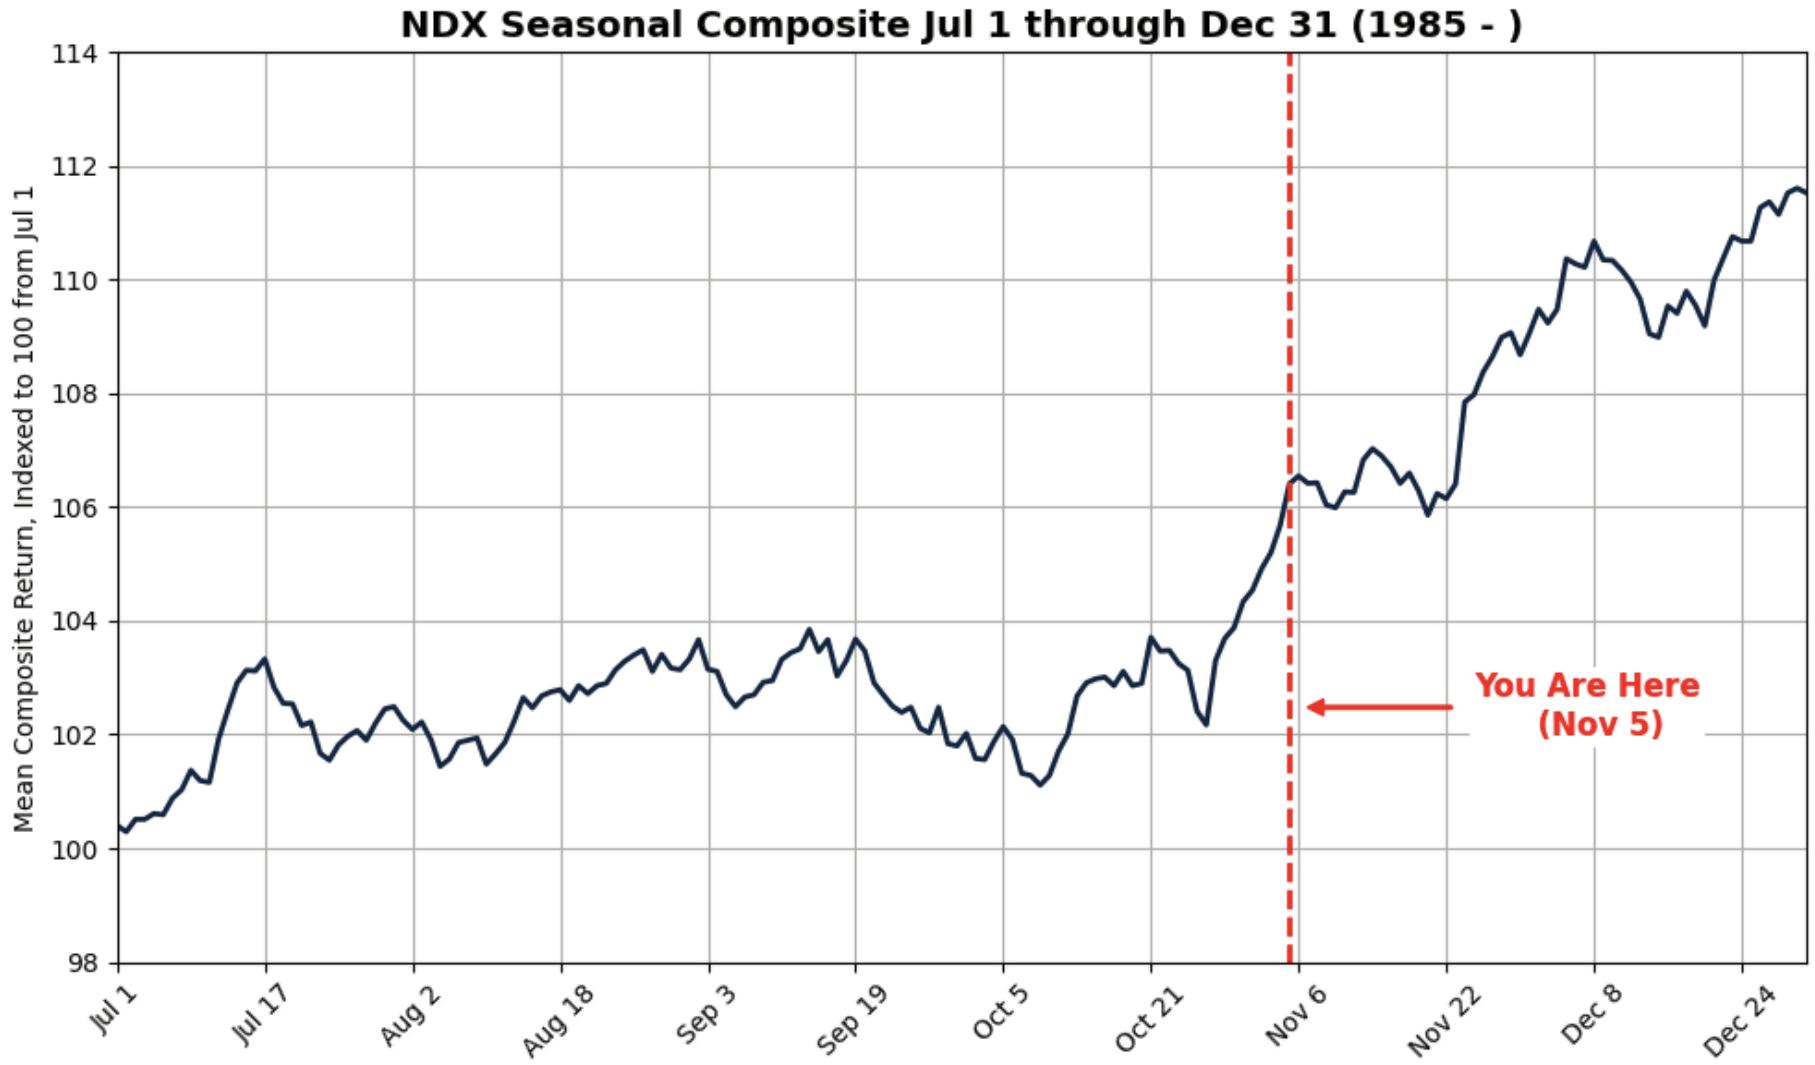 NDX Seasonal Composite Jul 1 through Dec 31 (1985 - )
Mean Composite Return, Indexed to 100 from Jul 1
114
112
110
108
106
104
102
100
98
You Are Here
(Nov 5)
Jul 1
Jul 17
Aug 2
Aug 18
Sep 3
Sep 19
Oct 5
Oct 21
Nov 6
Nov 22
Dec 8
Dec 24